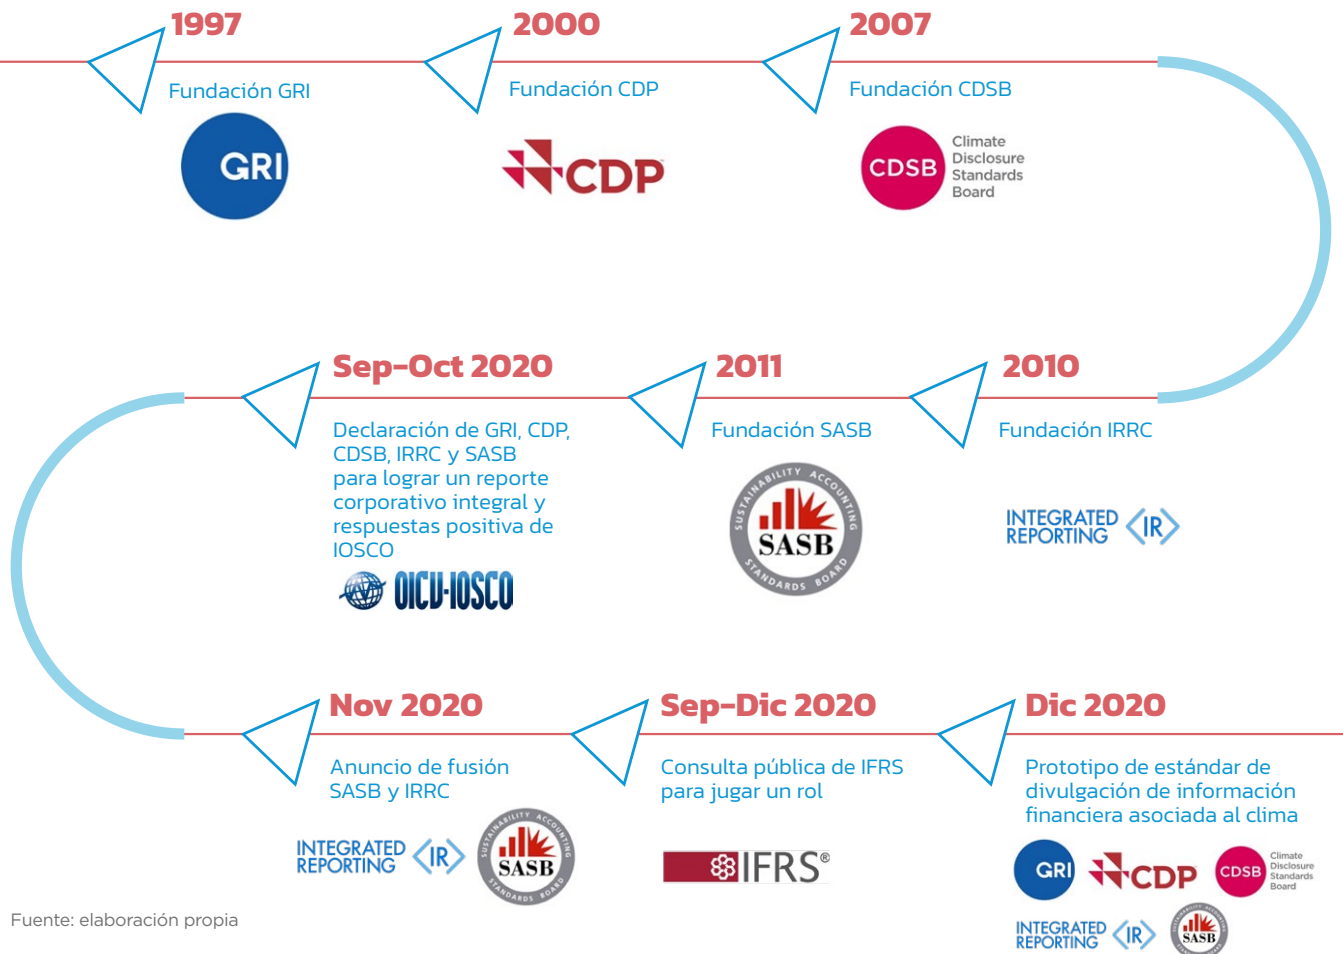 1997
Fundación GRI
GRI
2000
Fundación CDP
CDP
2007
Fundación CDSB
CDSB
Climate
Disclosure
Standards
Board
2010
Fundación IRRC
INTEGRATED
REPORTING
<IR>
2011
Fundación SASB
SUSTAINABILITY ACCOUNTING
SASB
STANDARDS BOARD
Sep-Oct 2020
Declaración de GRI, CDP,
CDSB, IRRC y SASB
para lograr un reporte
corporativo integral y
respuestas positiva de
IOSCO
OICU-IOSCO
Nov 2020
Anuncio de fusión
SASB y IRRC
INTEGRATED
REPORTING
<IR>
SUSTAINABILITY ACCOUNTING
SASB
STANDARDS BOARD
Sep-Dic 2020
Consulta pública de IFRS
para jugar un rol
IFRS®
Dic 2020
Prototipo de estándar de
divulgación de información
financiera asociada al clima
GRI
CDP
CDSB
Climate
Disclosure
Standards
Board
INTEGRATED
REPORTING
<IR>
SASB
Fuente: elaboración propia